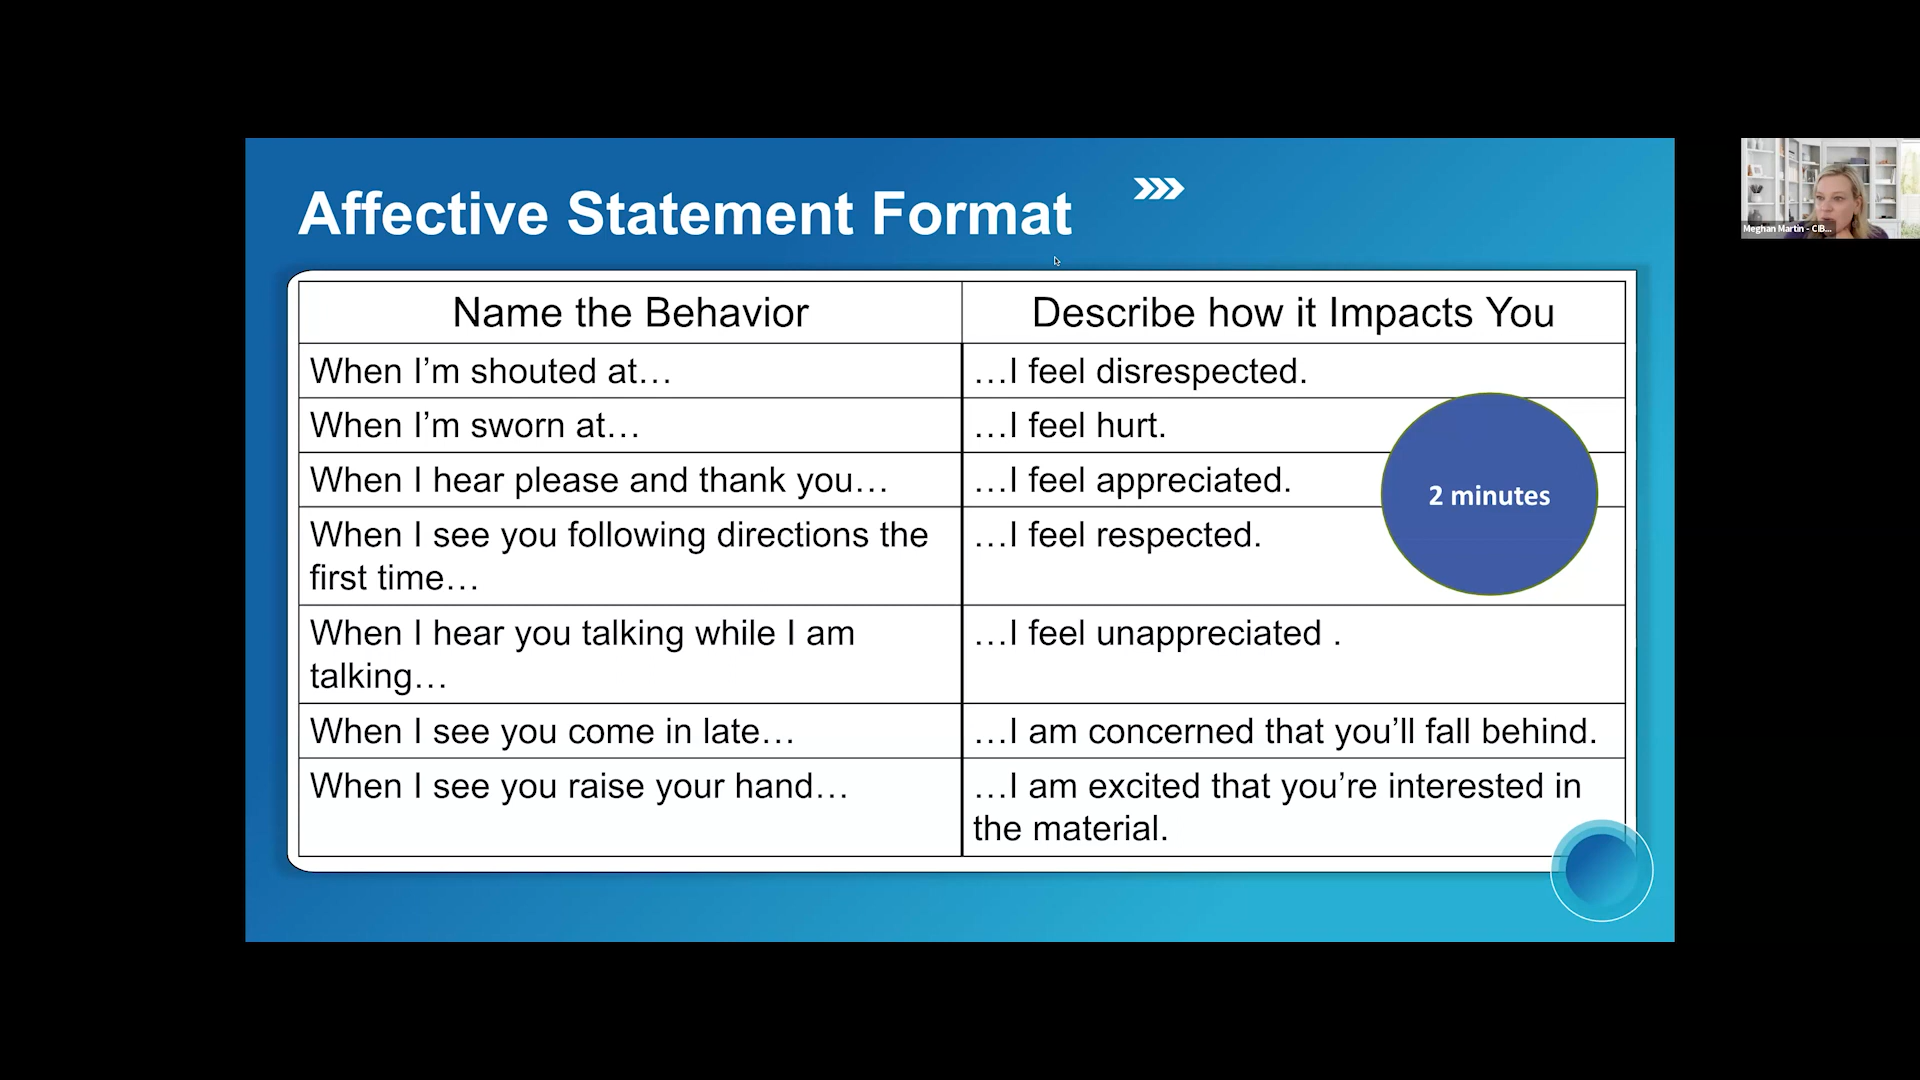 Affective Statement Format
Name the Behavior
Describe how it Impacts You
When I’m shouted at…
…I feel disrespected.
When I’m sworn at…
…I feel hurt.
When I hear please and thank you…
…I feel appreciated.
When I see you following directions the
first time…
…I feel respected.
2 minutes
When I hear you talking while I am
talking…
…I feel unappreciated .
When I see you come in late…
…I am concerned that you’ll fall behind.
When I see you raise your hand…
…I am excited that you’re interested in
the material.
Meghan Martin - CIB...